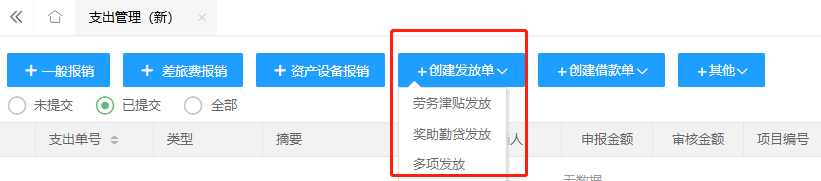 支出管理（新） ×
+ 一般报销 + 差旅费报销 + 资产设备报销 +创建发放单 +创建借款单 +其他
未提交 已提交 全部
劳务津贴发放
支出单号 类型 摘要 人 申报金额 审核金额 项目编号
奖助勤贷发放
多项发放
无数据